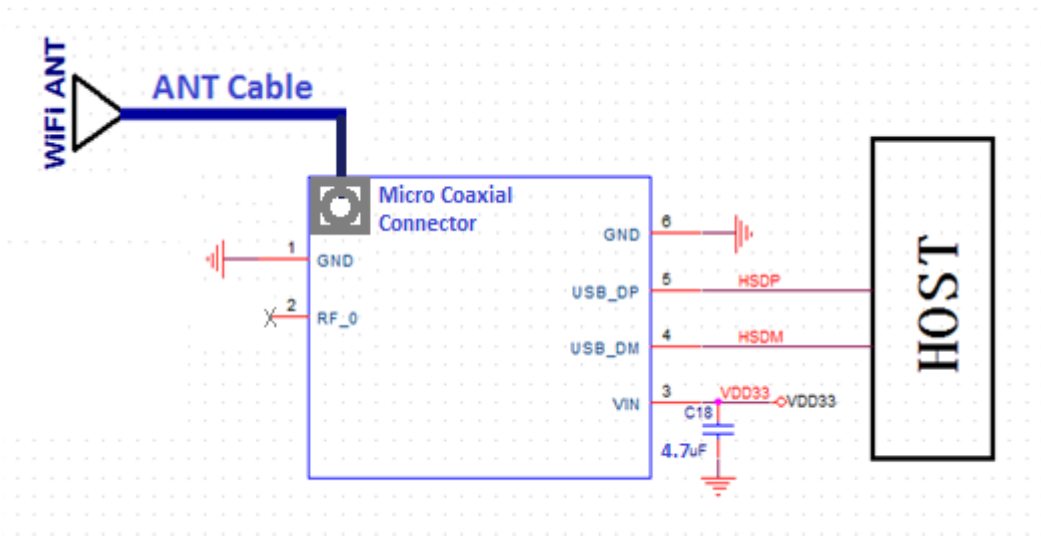 WiFi ANT
ANT Cable
Micro Coaxial
Connector
1
GND
2
RF_0
GND
6
USB_DP
5
HSDP
USB_DM
4
HSDM
VIN
3
VDD33
VDD33
C18
4.7uF
HOST